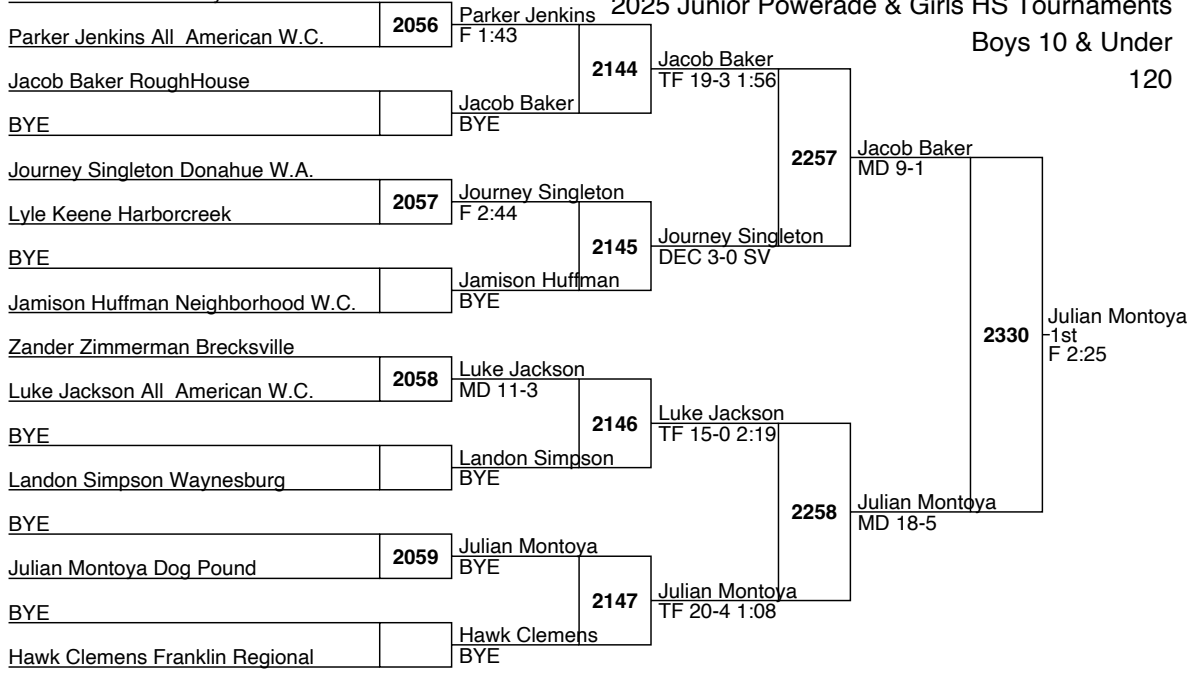 2025 Junior Powerade & Girls HS Tournaments
Boys 10 & Under
120
Parker Jenkins All  American W.C.
Jacob Baker RoughHouse
BYE
Journey Singleton Donahue W.A.
Lyle Keene Harborcreek
BYE
Jamison Huffman Neighborhood W.C.
Zander Zimmerman Brecksville
Luke Jackson All  American W.C.
BYE
Landon Simpson Waynesburg
BYE
Julian Montoya Dog Pound
BYE
Hawk Clemens Franklin Regional
2056
2057
2058
2059
Parker Jenkins
F 1:43
Jacob Baker
BYE
Journey Singleton
F 2:44
Jamison Huffman
BYE
Luke Jackson
MD 11-3
Landon Simpson
BYE
Julian Montoya
BYE
Hawk Clemens
BYE
2144
2145
2146
2147
Jacob Baker
TF 19-3 1:56
Journey Singleton
DEC 3-0 SV
Luke Jackson
TF 15-0 2:19
Julian Montoya
TF 20-4 1:08
2257
2258
Jacob Baker
MD 9-1
Julian Montoya
MD 18-5
2330
Julian Montoya
1st
F 2:25